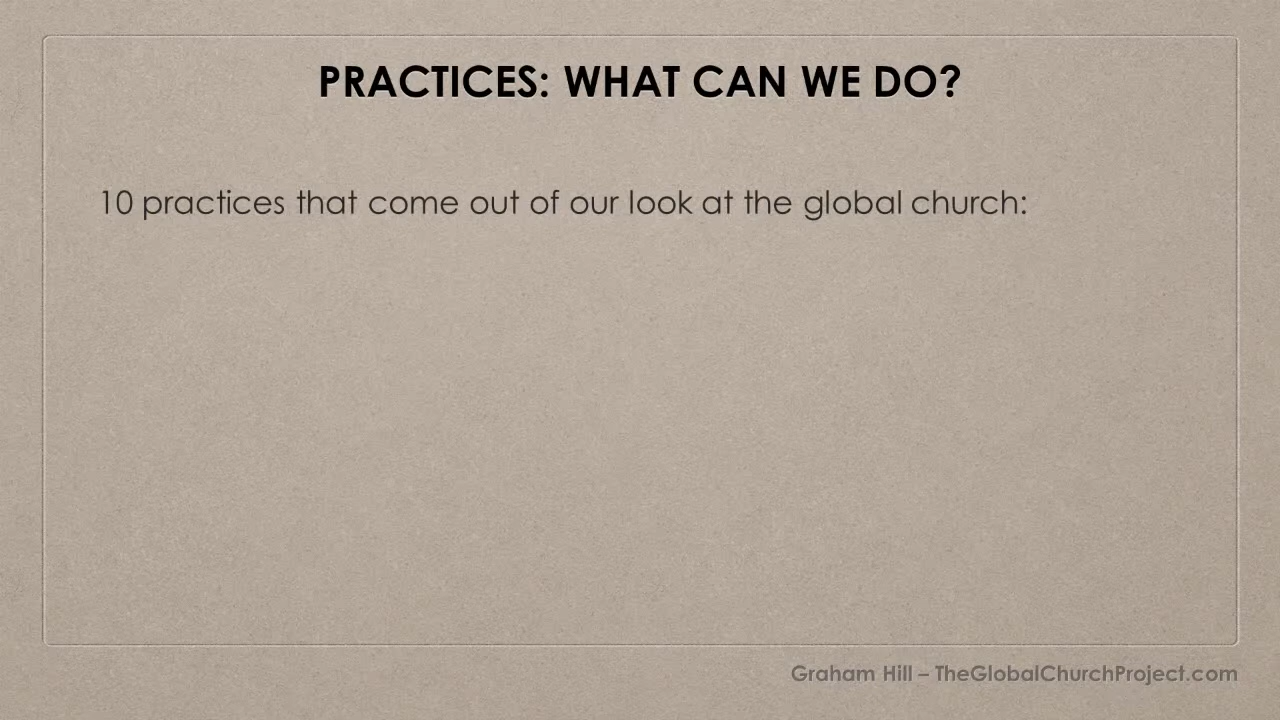 PRACTICES: WHAT CAN WE DO?
10 practices that come out of our look at the global church:
Graham Hill – TheGlobalChurchProject.com